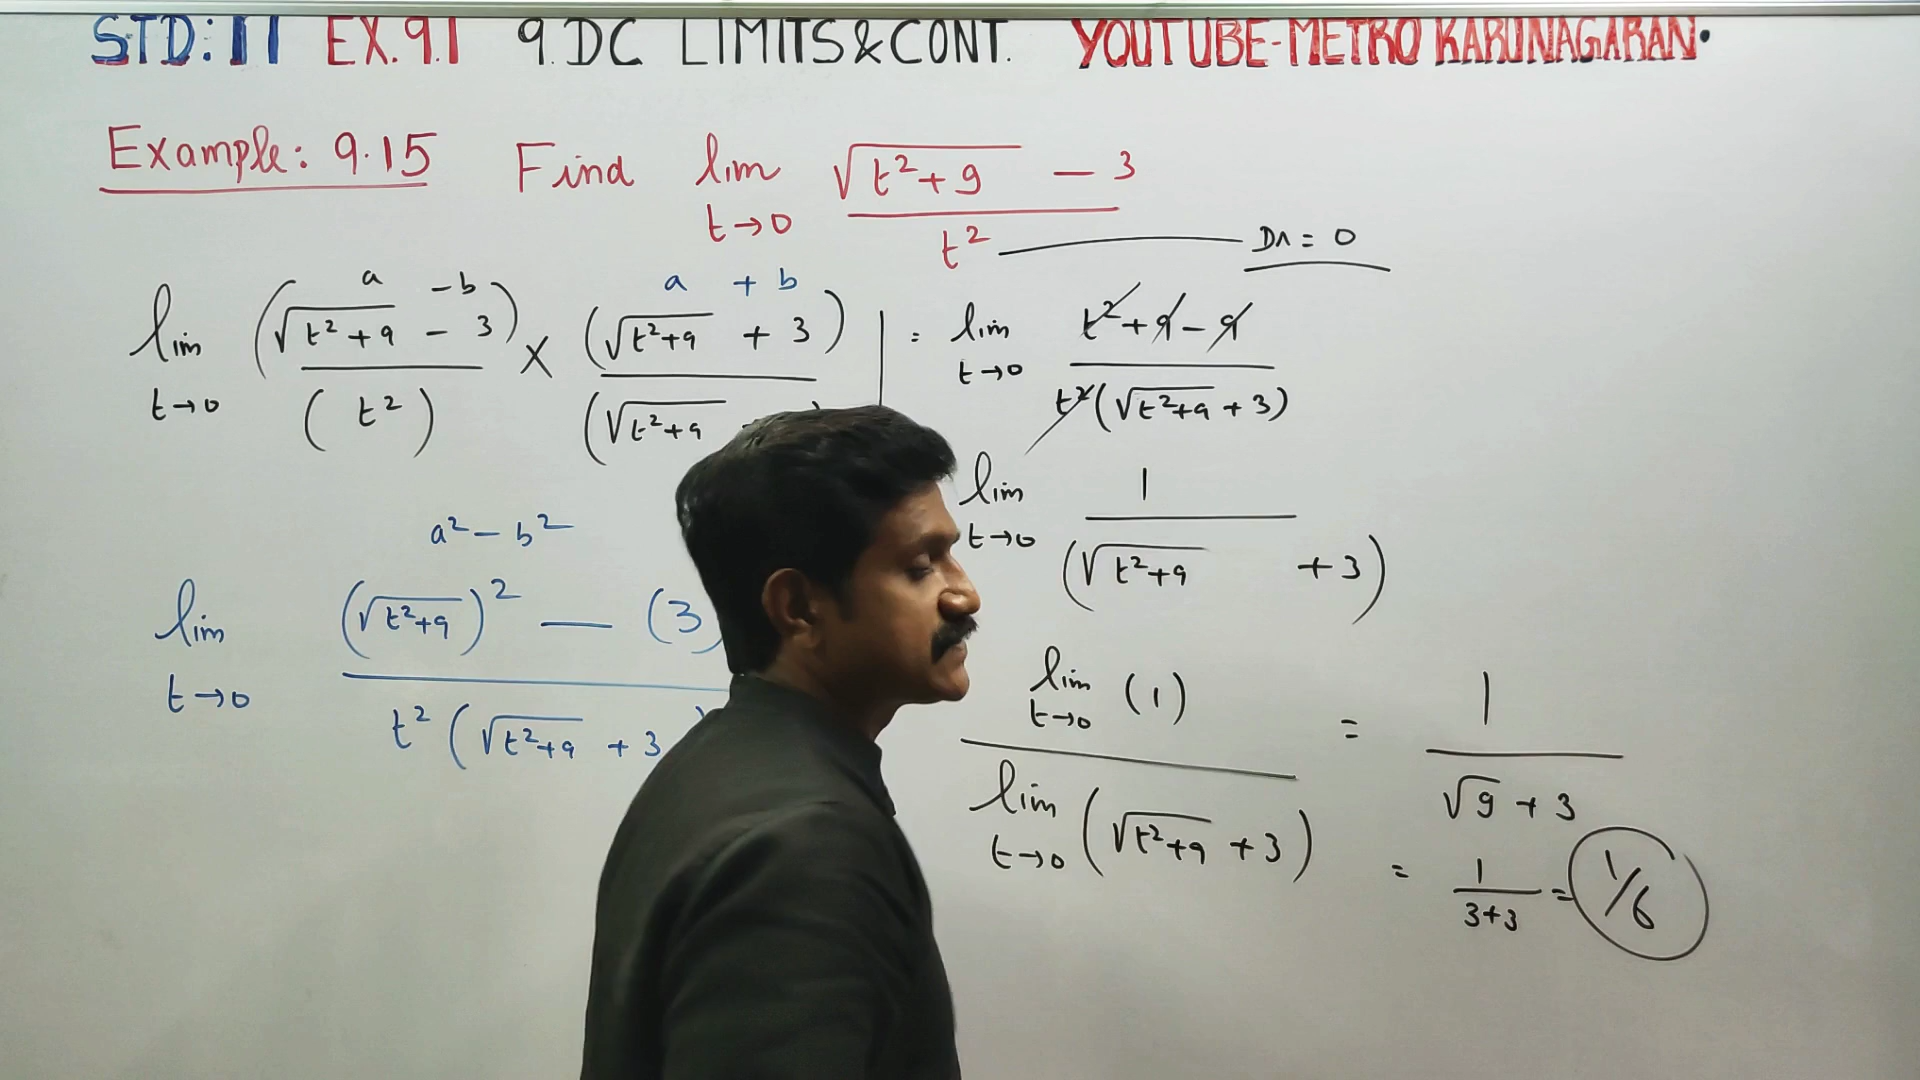 STD: 11 EX. 9.1 9. DC LIMITS & CONT. YOUTUBE-METRO KARUNAGARAN.
Example: 9.15 Find lim t→0 (√(t²+9) − 3) / t² Dr = 0
a − b a + b
lim t→0 (√(t²+9) − 3) / (t²) × (√(t²+9) + 3) / (√(t²+9)
a² − b²
lim t→0 ((√(t²+9))² — (3) / (t² (√(t²+9) + 3
= lim t→0 (t²+9−9) / (t²(√(t²+9) + 3))
lim t→0 1 / (√(t²+9) + 3)
lim t→0 (1) / lim t→0 (√(t²+9) + 3) = 1 / (√9 + 3)
= 1 / (3+3) = 1/6